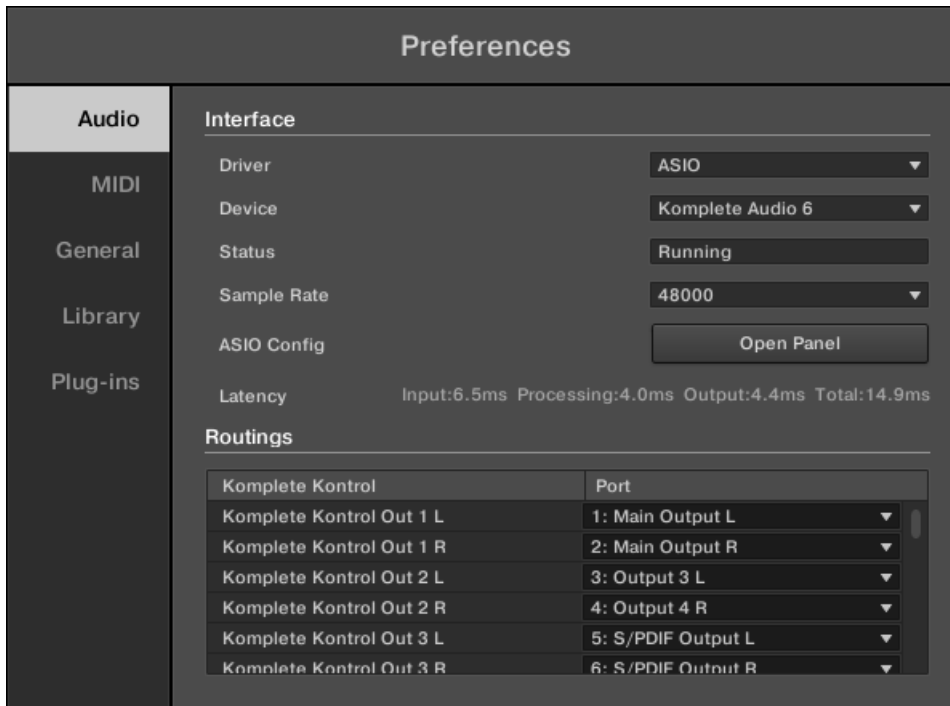 Preferences
Audio
MIDI
General
Library
Plug-ins
Interface
Driver ASIO
Device Komplete Audio 6
Status Running
Sample Rate 48000
ASIO Config Open Panel
Latency Input:6.5ms Processing:4.0ms Output:4.4ms Total:14.9ms
Routings
Komplete Kontrol Port
Komplete Kontrol Out 1 L 1: Main Output L
Komplete Kontrol Out 1 R 2: Main Output R
Komplete Kontrol Out 2 L 3: Output 3 L
Komplete Kontrol Out 2 R 4: Output 4 R
Komplete Kontrol Out 3 L 5: S/PDIF Output L
Komplete Kontrol Out 3 R 6: S/PDIF Output R